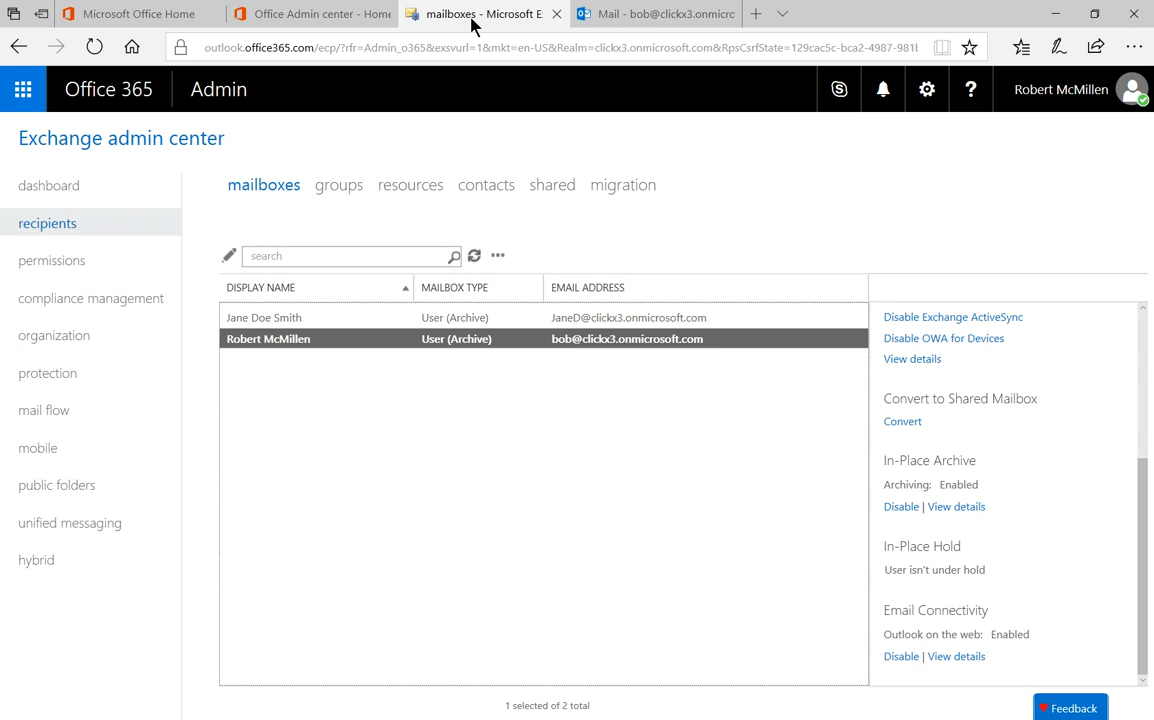 Microsoft Office Home
Office Admin center - Home
mailboxes - Microsoft E
Mail - bob@clickx3.onmicro
outlook.office365.com/ecp/?rfr=Admin_o365&exsvurl=1&mkt=en-US&Realm=clickx3.onmicrosoft.com&RpsCsrfState=129cac5c-bca2-4987-981b
Office 365
Admin
Robert McMillen
Exchange admin center
dashboard
recipients
permissions
compliance management
organization
protection
mail flow
mobile
public folders
unified messaging
hybrid
mailboxes groups resources contacts shared migration
search
DISPLAY NAME MAILBOX TYPE EMAIL ADDRESS
Jane Doe Smith User (Archive) JaneD@clickx3.onmicrosoft.com
Robert McMillen User (Archive) bob@clickx3.onmicrosoft.com
Disable Exchange ActiveSync
Disable OWA for Devices
View details
Convert to Shared Mailbox
Convert
In-Place Archive
Archiving: Enabled
Disable | View details
In-Place Hold
User isn't under hold
Email Connectivity
Outlook on the web: Enabled
Disable | View details
1 selected of 2 total
Feedback